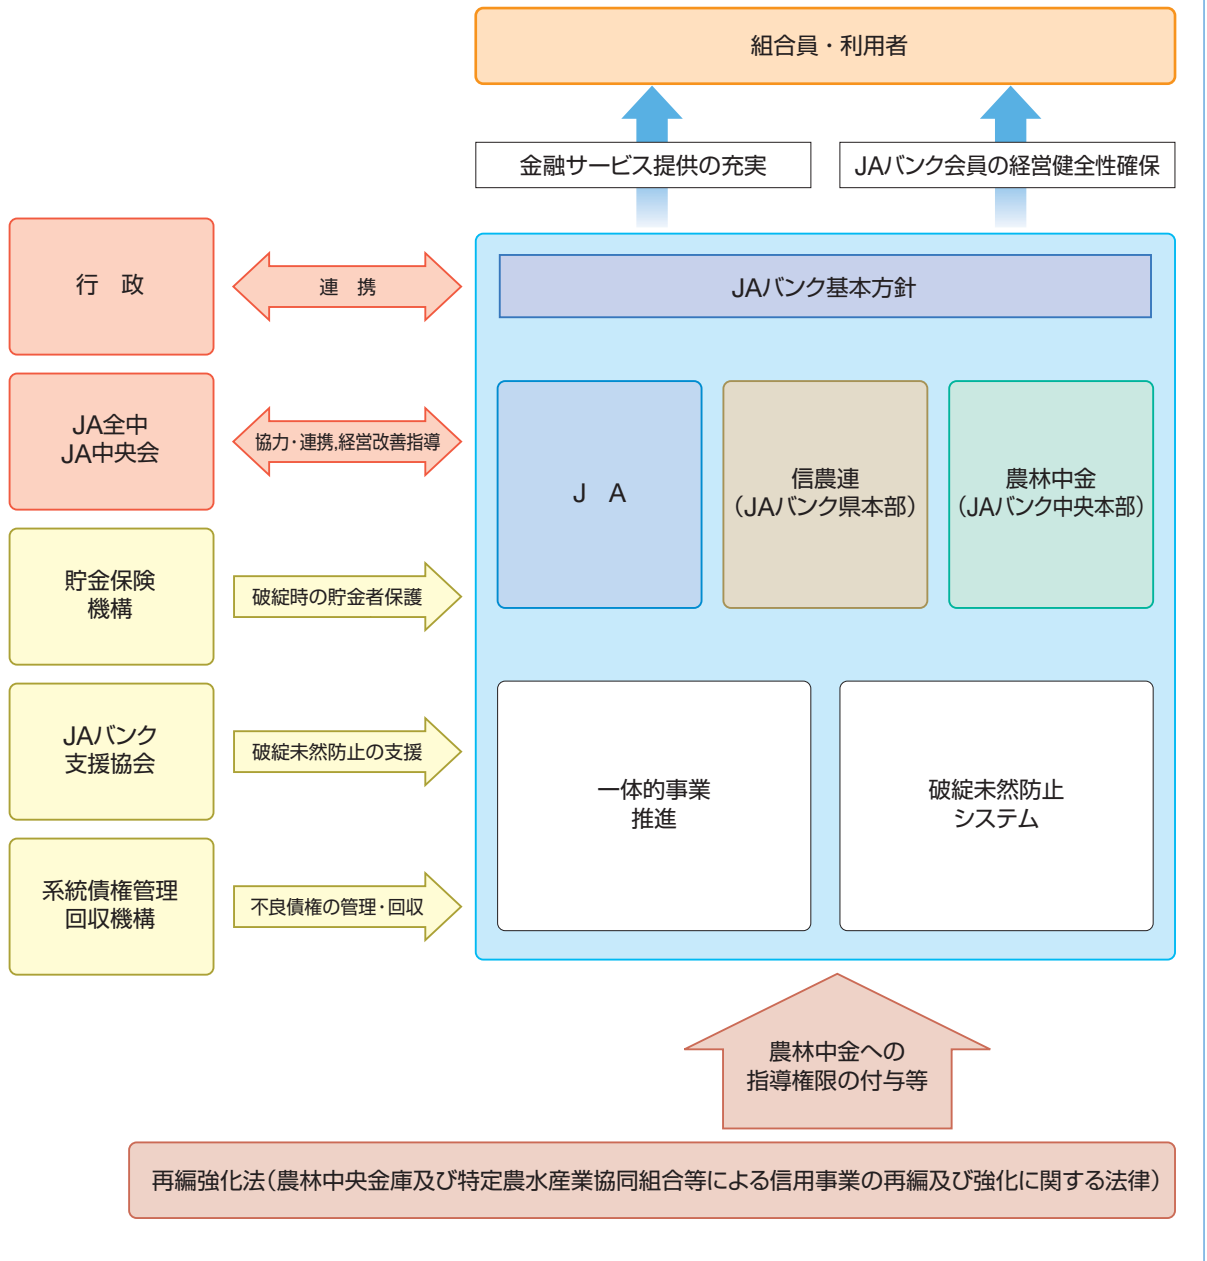 組合員・利用者
金融サービス提供の充実
JAバンク会員の経営健全性確保
行　政
連　携
JAバンク基本方針
JA全中
JA中央会
協力・連携,経営改善指導
J　A
信農連
（JAバンク県本部）
農林中金
（JAバンク中央本部）
貯金保険
機構
破綻時の貯金者保護
JAバンク
支援協会
破綻未然防止の支援
一体的事業
推進
破綻未然防止
システム
系統債権管理
回収機構
不良債権の管理・回収
農林中金への
指導権限の付与等
再編強化法（農林中央金庫及び特定農水産業協同組合等による信用事業の再編及び強化に関する法律）